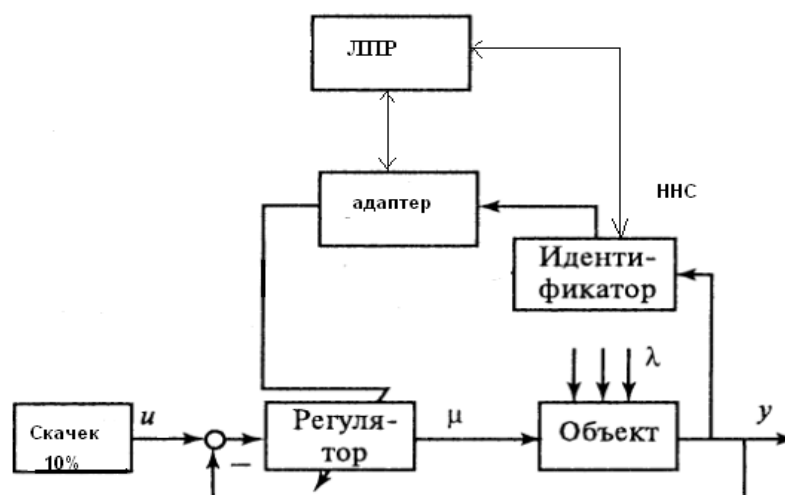 ЛПР
адаптер
ННС
Иденти-
фикатор
λ
Скачек
10%
u
−
Регуля-
тор
μ
Объект
y